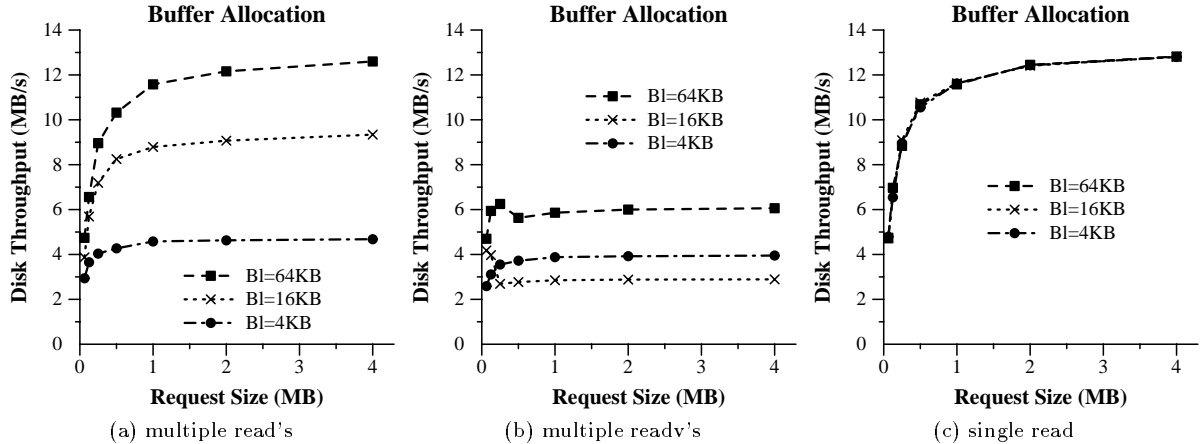 Buffer Allocation
Disk Throughput (MB/s)
14
12
10
8
6
4
2
0
Bl=64KB
Bl=16KB
Bl=4KB
0 1 2 3 4
Request Size (MB)
(a) multiple read's
Buffer Allocation
Disk Throughput (MB/s)
14
12
10
8
6
4
2
0
Bl=64KB
Bl=16KB
Bl=4KB
0 1 2 3 4
Request Size (MB)
(b) multiple readv's
Buffer Allocation
Disk Throughput (MB/s)
14
12
10
8
6
4
2
0
Bl=64KB
Bl=16KB
Bl=4KB
0 1 2 3 4
Request Size (MB)
(c) single read